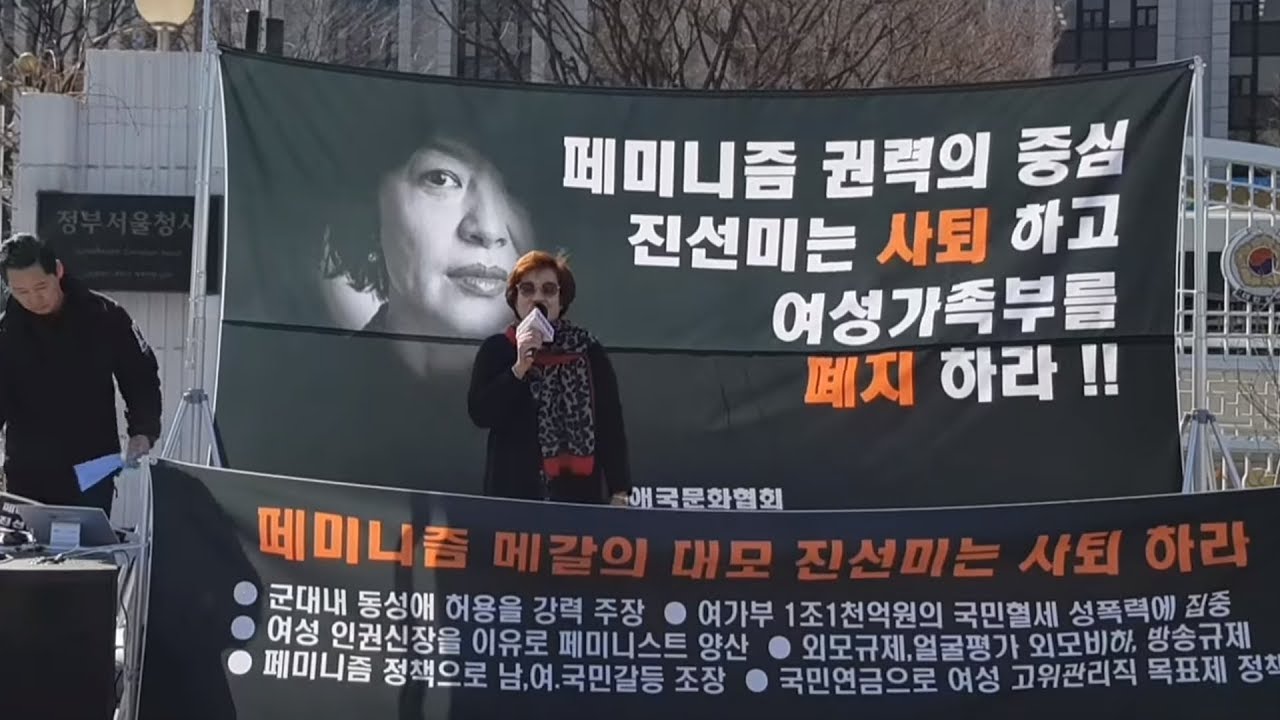 정부서울청사
페미니즘 권력의 중심
진선미는 사퇴 하고
여성가족부를
폐지 하라 !!
애국문화협회
페미니즘 메갈의 대모 진선미는 사퇴 하라
● 군대내 동성애 허용을 강력 주장 ● 여가부 1조1천억원의 국민혈세 성폭력에 집중
● 여성 인권신장을 이유로 페미니스트 양산 ● 외모규제,얼굴평가 외모비하, 방송규제
● 페미니즘 정책으로 남,여.국민갈등 조장 ● 국민연금으로 여성 고위관리직 목표제 정책